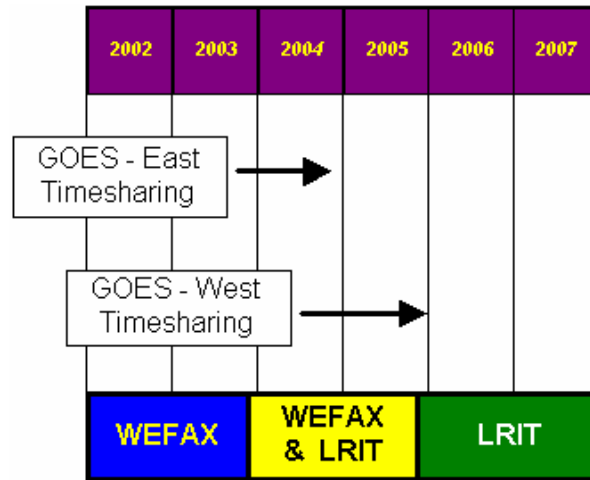 2002 2003 2004 2005 2006 2007
GOES - East
Timesharing
GOES - West
Timesharing
WEFAX
WEFAX
& LRIT
LRIT